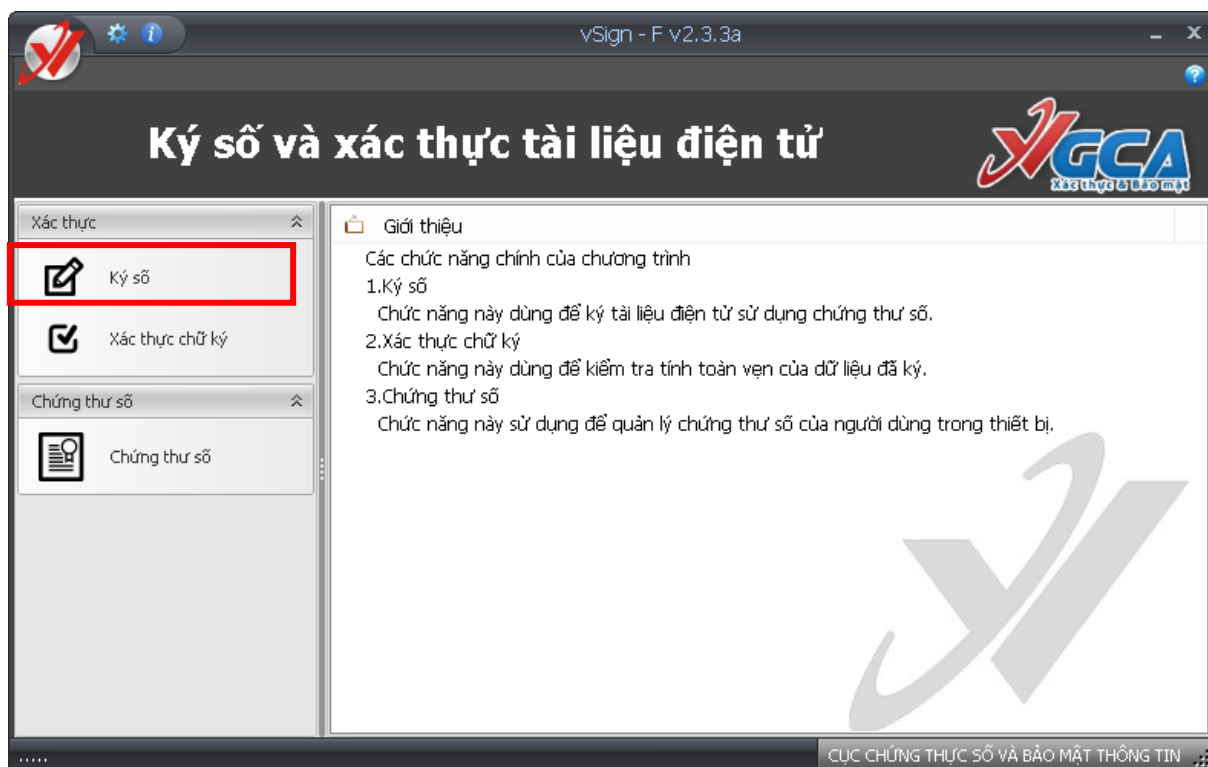 vSign - F v2.3.3a
Ký số và xác thực tài liệu điện tử
GCA
Xác thực & Bảo mật
Xác thực
Ký số
Xác thực chữ ký
Chứng thư số
Chứng thư số
Giới thiệu
Các chức năng chính của chương trình
1.Ký số
Chức năng này dùng để ký tài liệu điện tử sử dụng chứng thư số.
2.Xác thực chữ ký
Chức năng này dùng để kiểm tra tính toàn vẹn của dữ liệu đã ký.
3.Chứng thư số
Chức năng này sử dụng để quản lý chứng thư số của người dùng trong thiết bị.
.....
CỤC CHỨNG THỰC SỐ VÀ BẢO MẬT THÔNG TIN